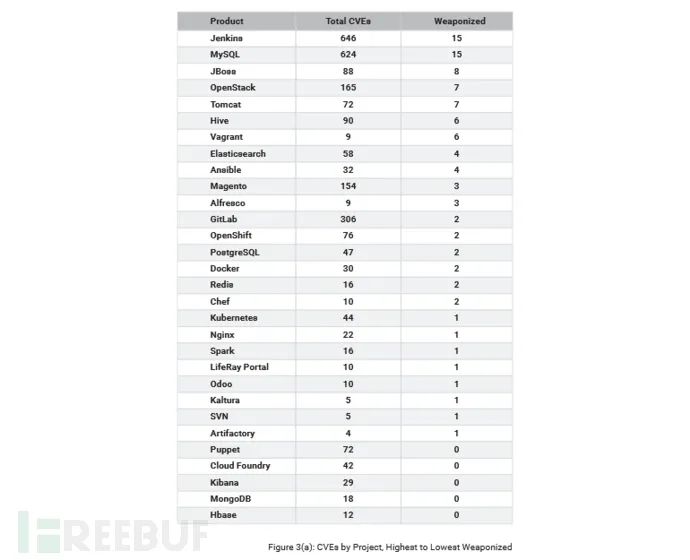 Product Total CVEs Weaponized
Jenkins 646 15
MySQL 624 15
JBoss 88 8
OpenStack 165 7
Tomcat 72 7
Hive 90 6
Vagrant 9 6
Elasticsearch 58 4
Ansible 32 4
Magento 154 3
Alfresco 9 3
GitLab 306 2
OpenShift 76 2
PostgreSQL 47 2
Docker 30 2
Redis 16 2
Chef 10 2
Kubernetes 44 1
Nginx 22 1
Spark 16 1
LifeRay Portal 10 1
Odoo 10 1
Kaltura 5 1
SVN 5 1
Artifactory 4 1
Puppet 72 0
Cloud Foundry 42 0
Kibana 29 0
MongoDB 18 0
Hbase 12 0
FREEBUF
Figure 3(a): CVEs by Project, Highest to Lowest Weaponized